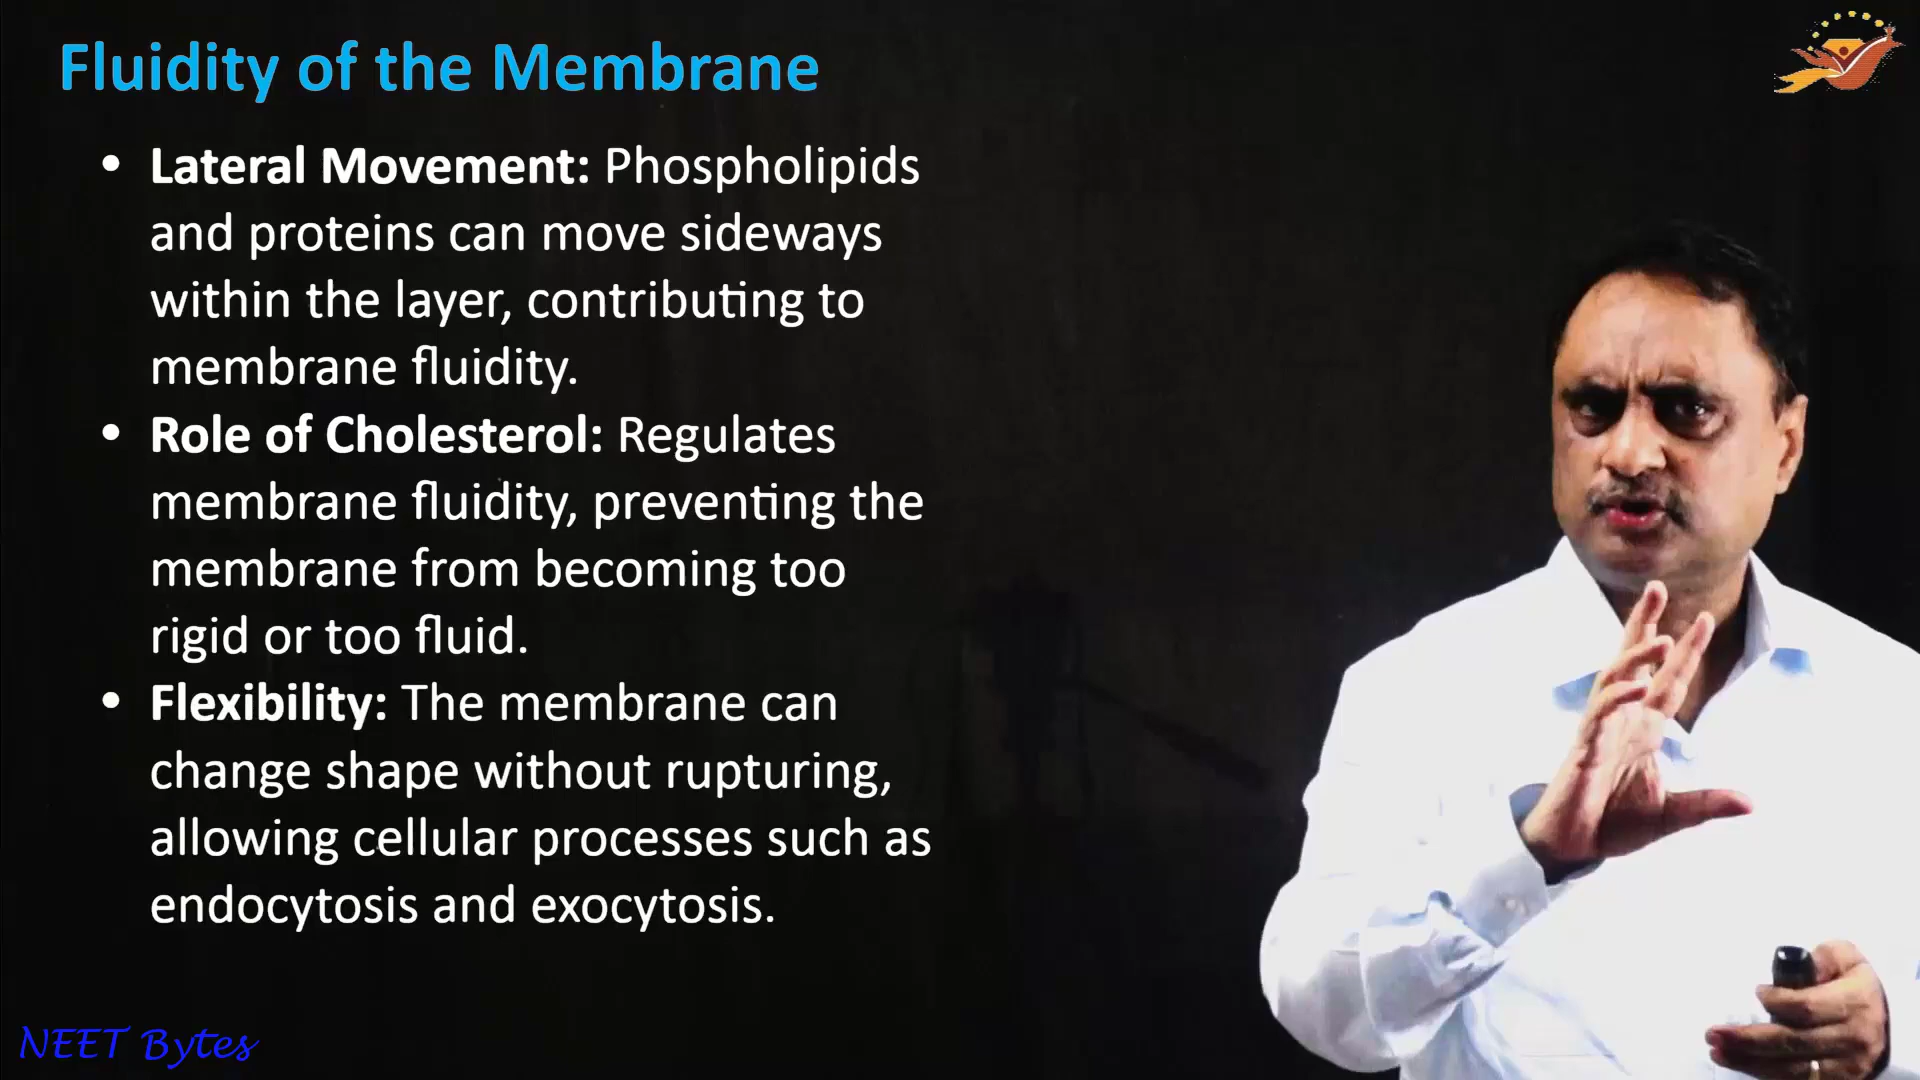 Fluidity of the Membrane
• Lateral Movement: Phospholipids
and proteins can move sideways
within the layer, contributing to
membrane fluidity.
• Role of Cholesterol: Regulates
membrane fluidity, preventing the
membrane from becoming too
rigid or too fluid.
• Flexibility: The membrane can
change shape without rupturing,
allowing cellular processes such as
endocytosis and exocytosis.
NEET Bytes